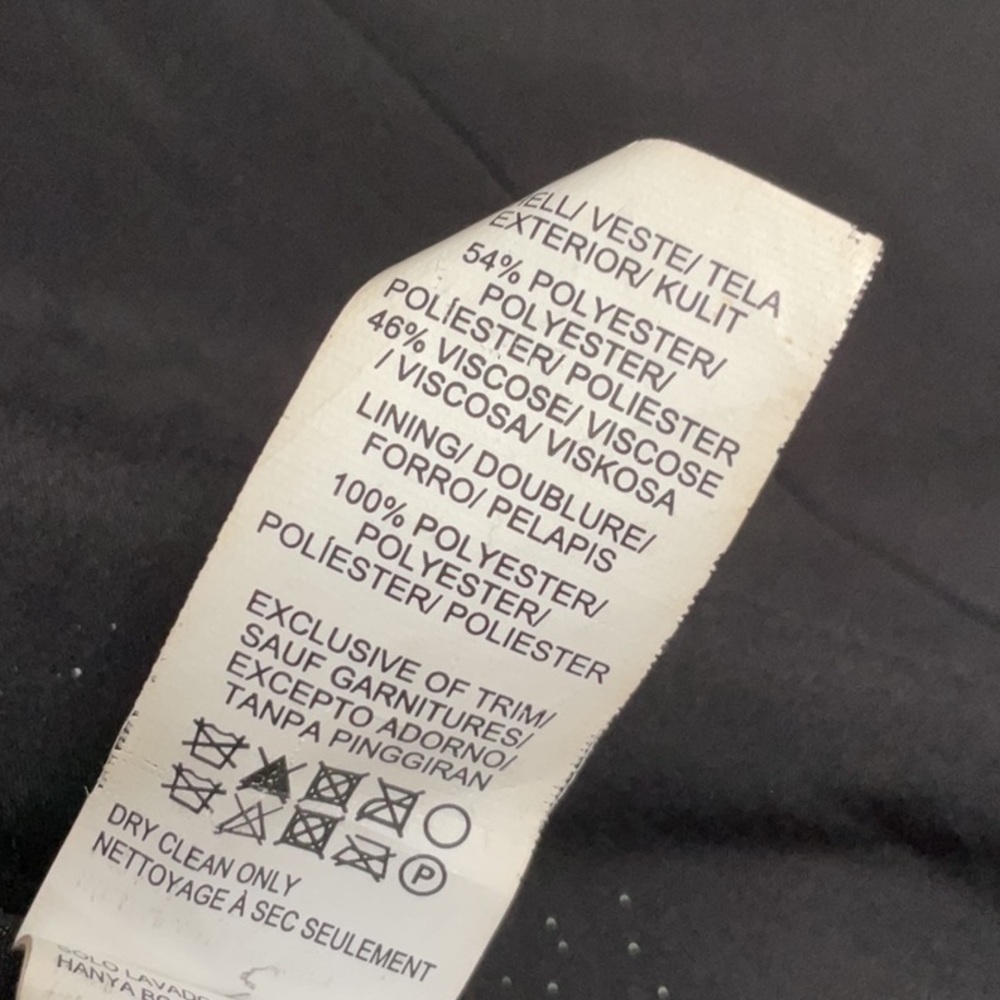 VESTE/ TELA
EXTERIOR/ KULIT
54% POLYESTER/
POLYESTER/
POLÍESTER/ POLIESTER
46% VISCOSE/ VISCOSE
/ VISCOSA/ VISKOSA
LINING/ DOUBLURE/
FORRO/ PELAPIS
100% POLYESTER/
POLYESTER/
POLÍESTER/ POLIESTER
EXCLUSIVE OF TRIM/
SAUF GARNITURES/
EXCEPTO ADORNO/
TANPA PINGGIRAN
P
DRY CLEAN ONLY
NETTOYAGE À SEC SEULEMENT
SOLO
HANYA